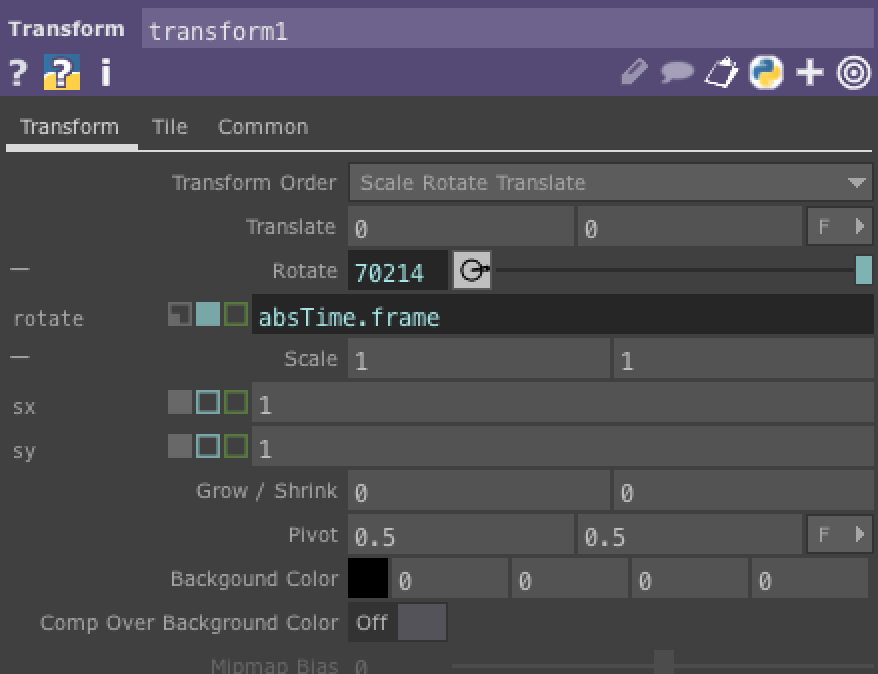 Transform transform1
? ? i
Transform Tile Common
Transform Order Scale Rotate Translate
Translate 0 0 F
Rotate 70214
rotate absTime.frame
Scale 1 1
sx 1
sy 1
Grow / Shrink 0 0
Pivot 0.5 0.5 F
Backgound Color 0 0 0 0
Comp Over Background Color Off
Mipmap Bias 0